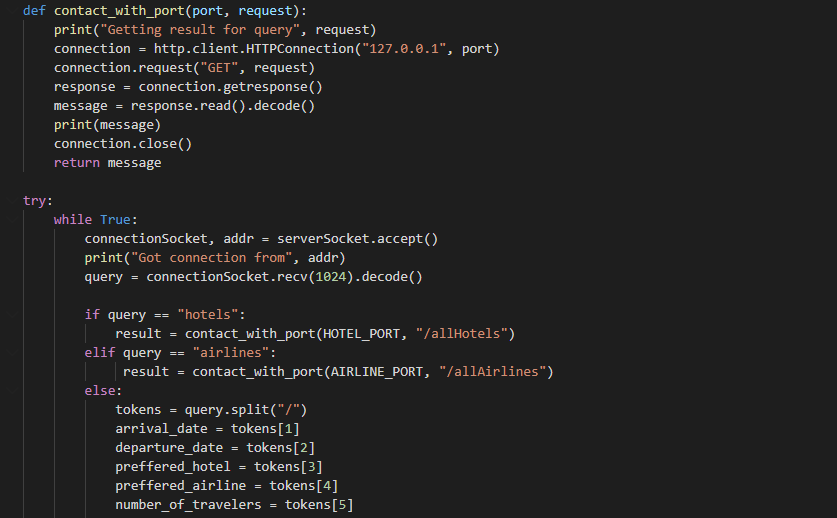 def contact_with_port(port, request):
    print("Getting result for query", request)
    connection = http.client.HTTPConnection("127.0.0.1", port)
    connection.request("GET", request)
    response = connection.getresponse()
    message = response.read().decode()
    print(message)
    connection.close()
    return message

try:
    while True:
        connectionSocket, addr = serverSocket.accept()
        print("Got connection from", addr)
        query = connectionSocket.recv(1024).decode()

        if query == "hotels":
            result = contact_with_port(HOTEL_PORT, "/allHotels")
        elif query == "airlines":
             result = contact_with_port(AIRLINE_PORT, "/allAirlines")
        else:
            tokens = query.split("/")
            arrival_date = tokens[1]
            departure_date = tokens[2]
            preffered_hotel = tokens[3]
            preffered_airline = tokens[4]
            number_of_travelers = tokens[5]